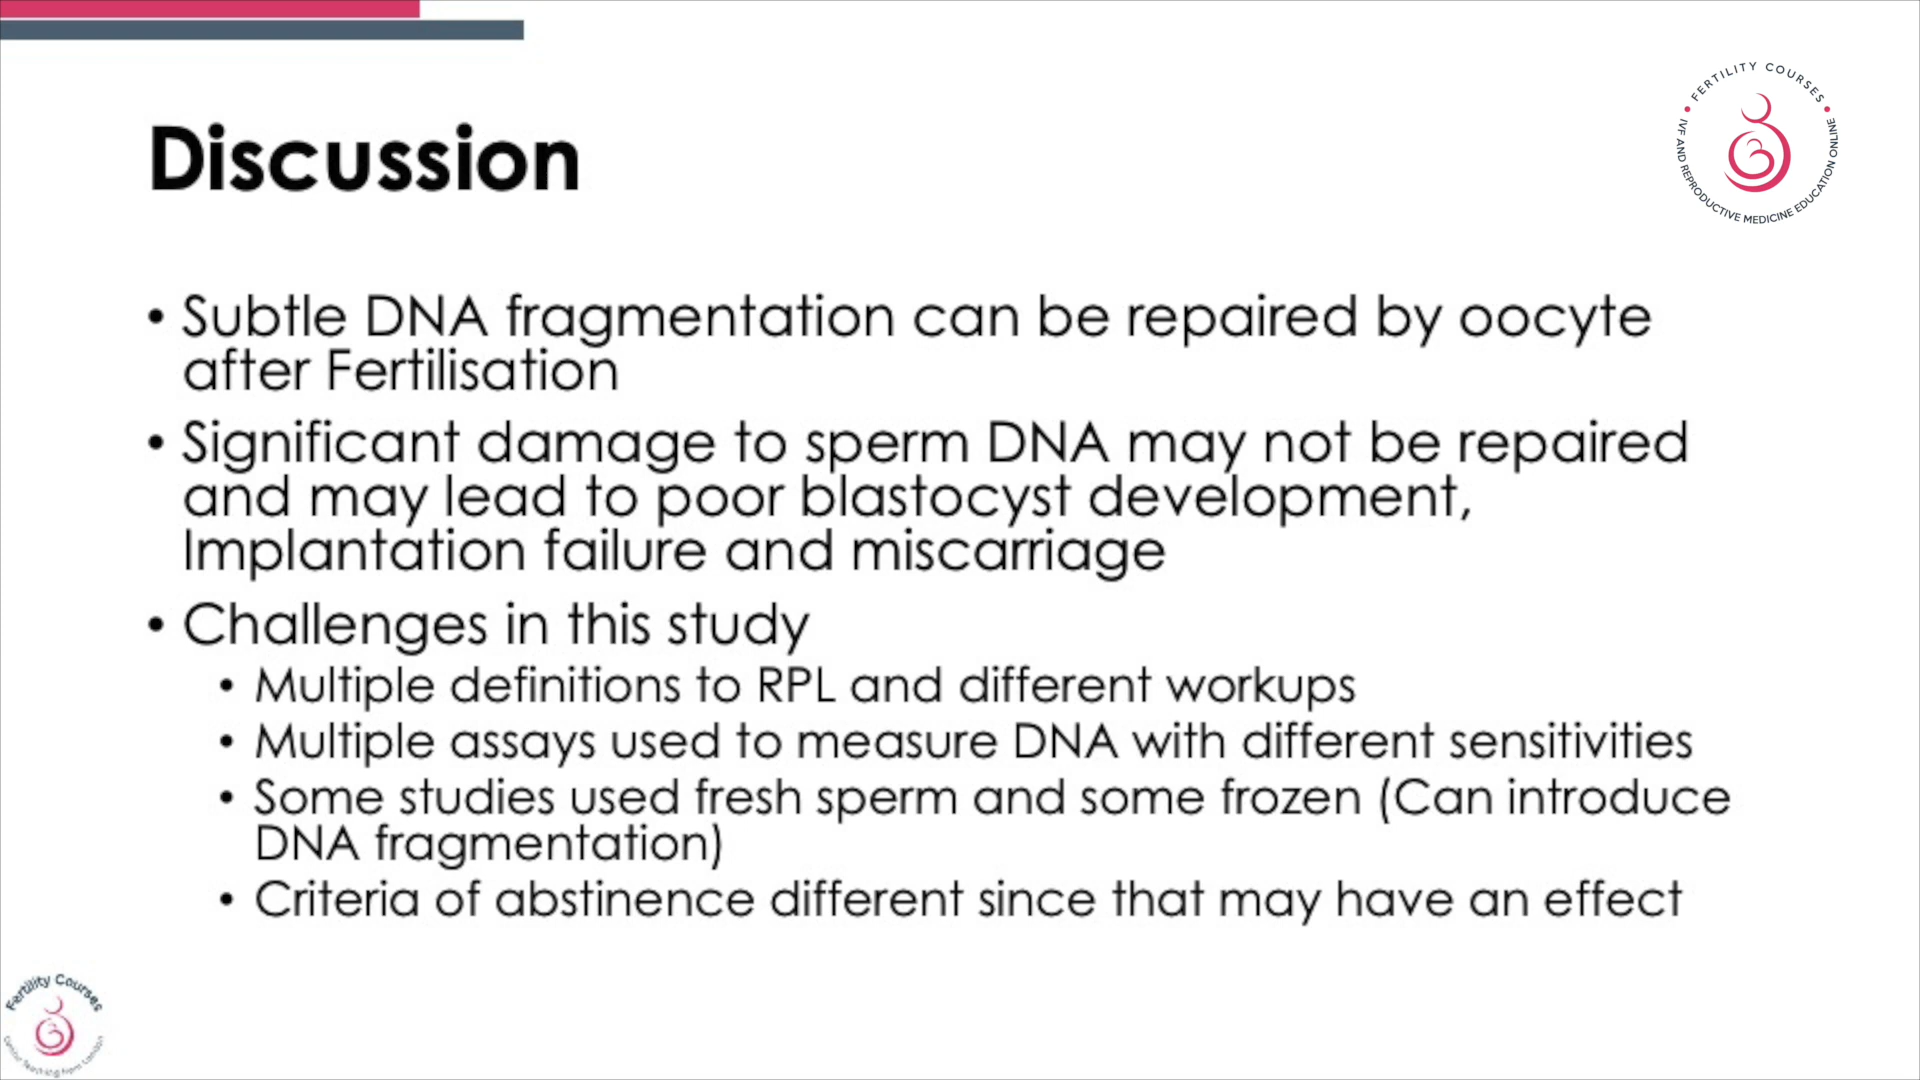 FERTILITY COURSES
IVF AND REPRODUCTIVE MEDICINE EDUCATION ONLINE
Discussion
• Subtle DNA fragmentation can be repaired by oocyte
after Fertilisation
• Significant damage to sperm DNA may not be repaired
and may lead to poor blastocyst development,
Implantation failure and miscarriage
• Challenges in this study
• Multiple definitions to RPL and different workups
• Multiple assays used to measure DNA with different sensitivities
• Some studies used fresh sperm and some frozen (Can introduce
DNA fragmentation)
• Criteria of abstinence different since that may have an effect
Fertility Courses